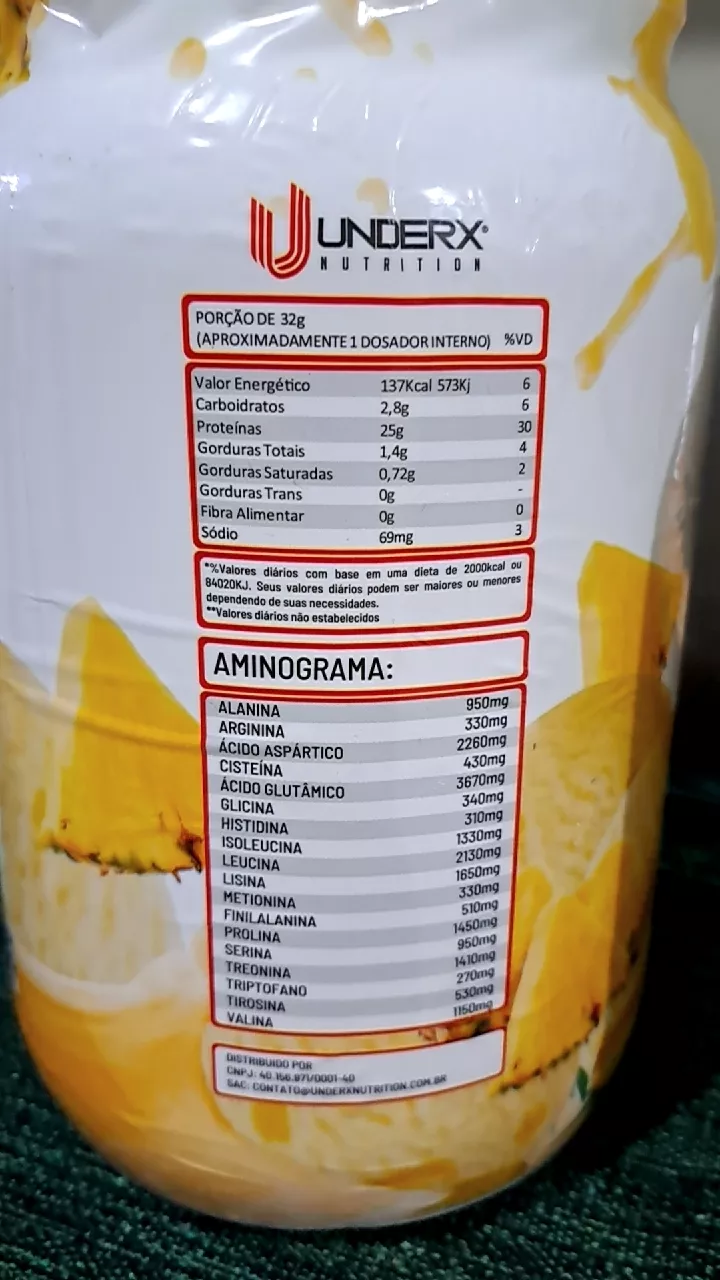 UNDERX®
NUTRITION
PORÇÃO DE 32g
(APROXIMADAMENTE 1 DOSADOR INTERNO) %VD
Valor Energético 137Kcal 573Kj 6
Carboidratos 2,8g 6
Proteínas 25g 30
Gorduras Totais 1,4g 4
Gorduras Saturadas 0,72g 2
Gorduras Trans 0g -
Fibra Alimentar 0g 0
Sódio 69mg 3
*%Valores diários com base em uma dieta de 2000kcal ou
84020KJ. Seus valores diários podem ser maiores ou menores
dependendo de suas necessidades.
**Valores diários não estabelecidos
AMINOGRAMA:
ALANINA 950mg
ARGININA 330mg
ÁCIDO ASPÁRTICO 2260mg
CISTEÍNA 430mg
ÁCIDO GLUTÂMICO 3670mg
GLICINA 340mg
HISTIDINA 310mg
ISOLEUCINA 1330mg
LEUCINA 2130mg
LISINA 1650mg
METIONINA 330mg
FINILALANINA 510mg
PROLINA 1450mg
SERINA 950mg
TREONINA 1410mg
TRIPTOFANO 270mg
TIROSINA 530mg
VALINA 1150mg
DISTRIBUIDO POR
CNPJ: 40.156.971/0001-40
SAC: CONTATO@UNDERXNUTRITION.COM.BR